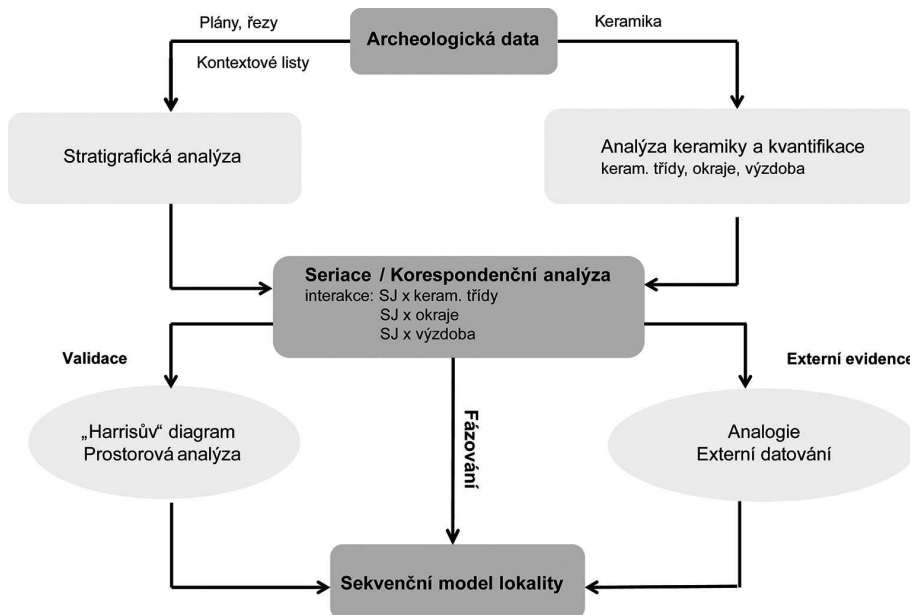 Plány, řezy
Archeologická data
Keramika
Kontextové listy
Stratigrafická analýza
Analýza keramiky a kvantifikace
keram. třídy, okraje, výzdoba
Seriace / Korespondenční analýza
interakce: SJ x keram. třídy
SJ x okraje
SJ x výzdoba
Validace
Externí evidence
Fázování
„Harrisův“ diagram
Prostorová analýza
Analogie
Externí datování
Sekvenční model lokality